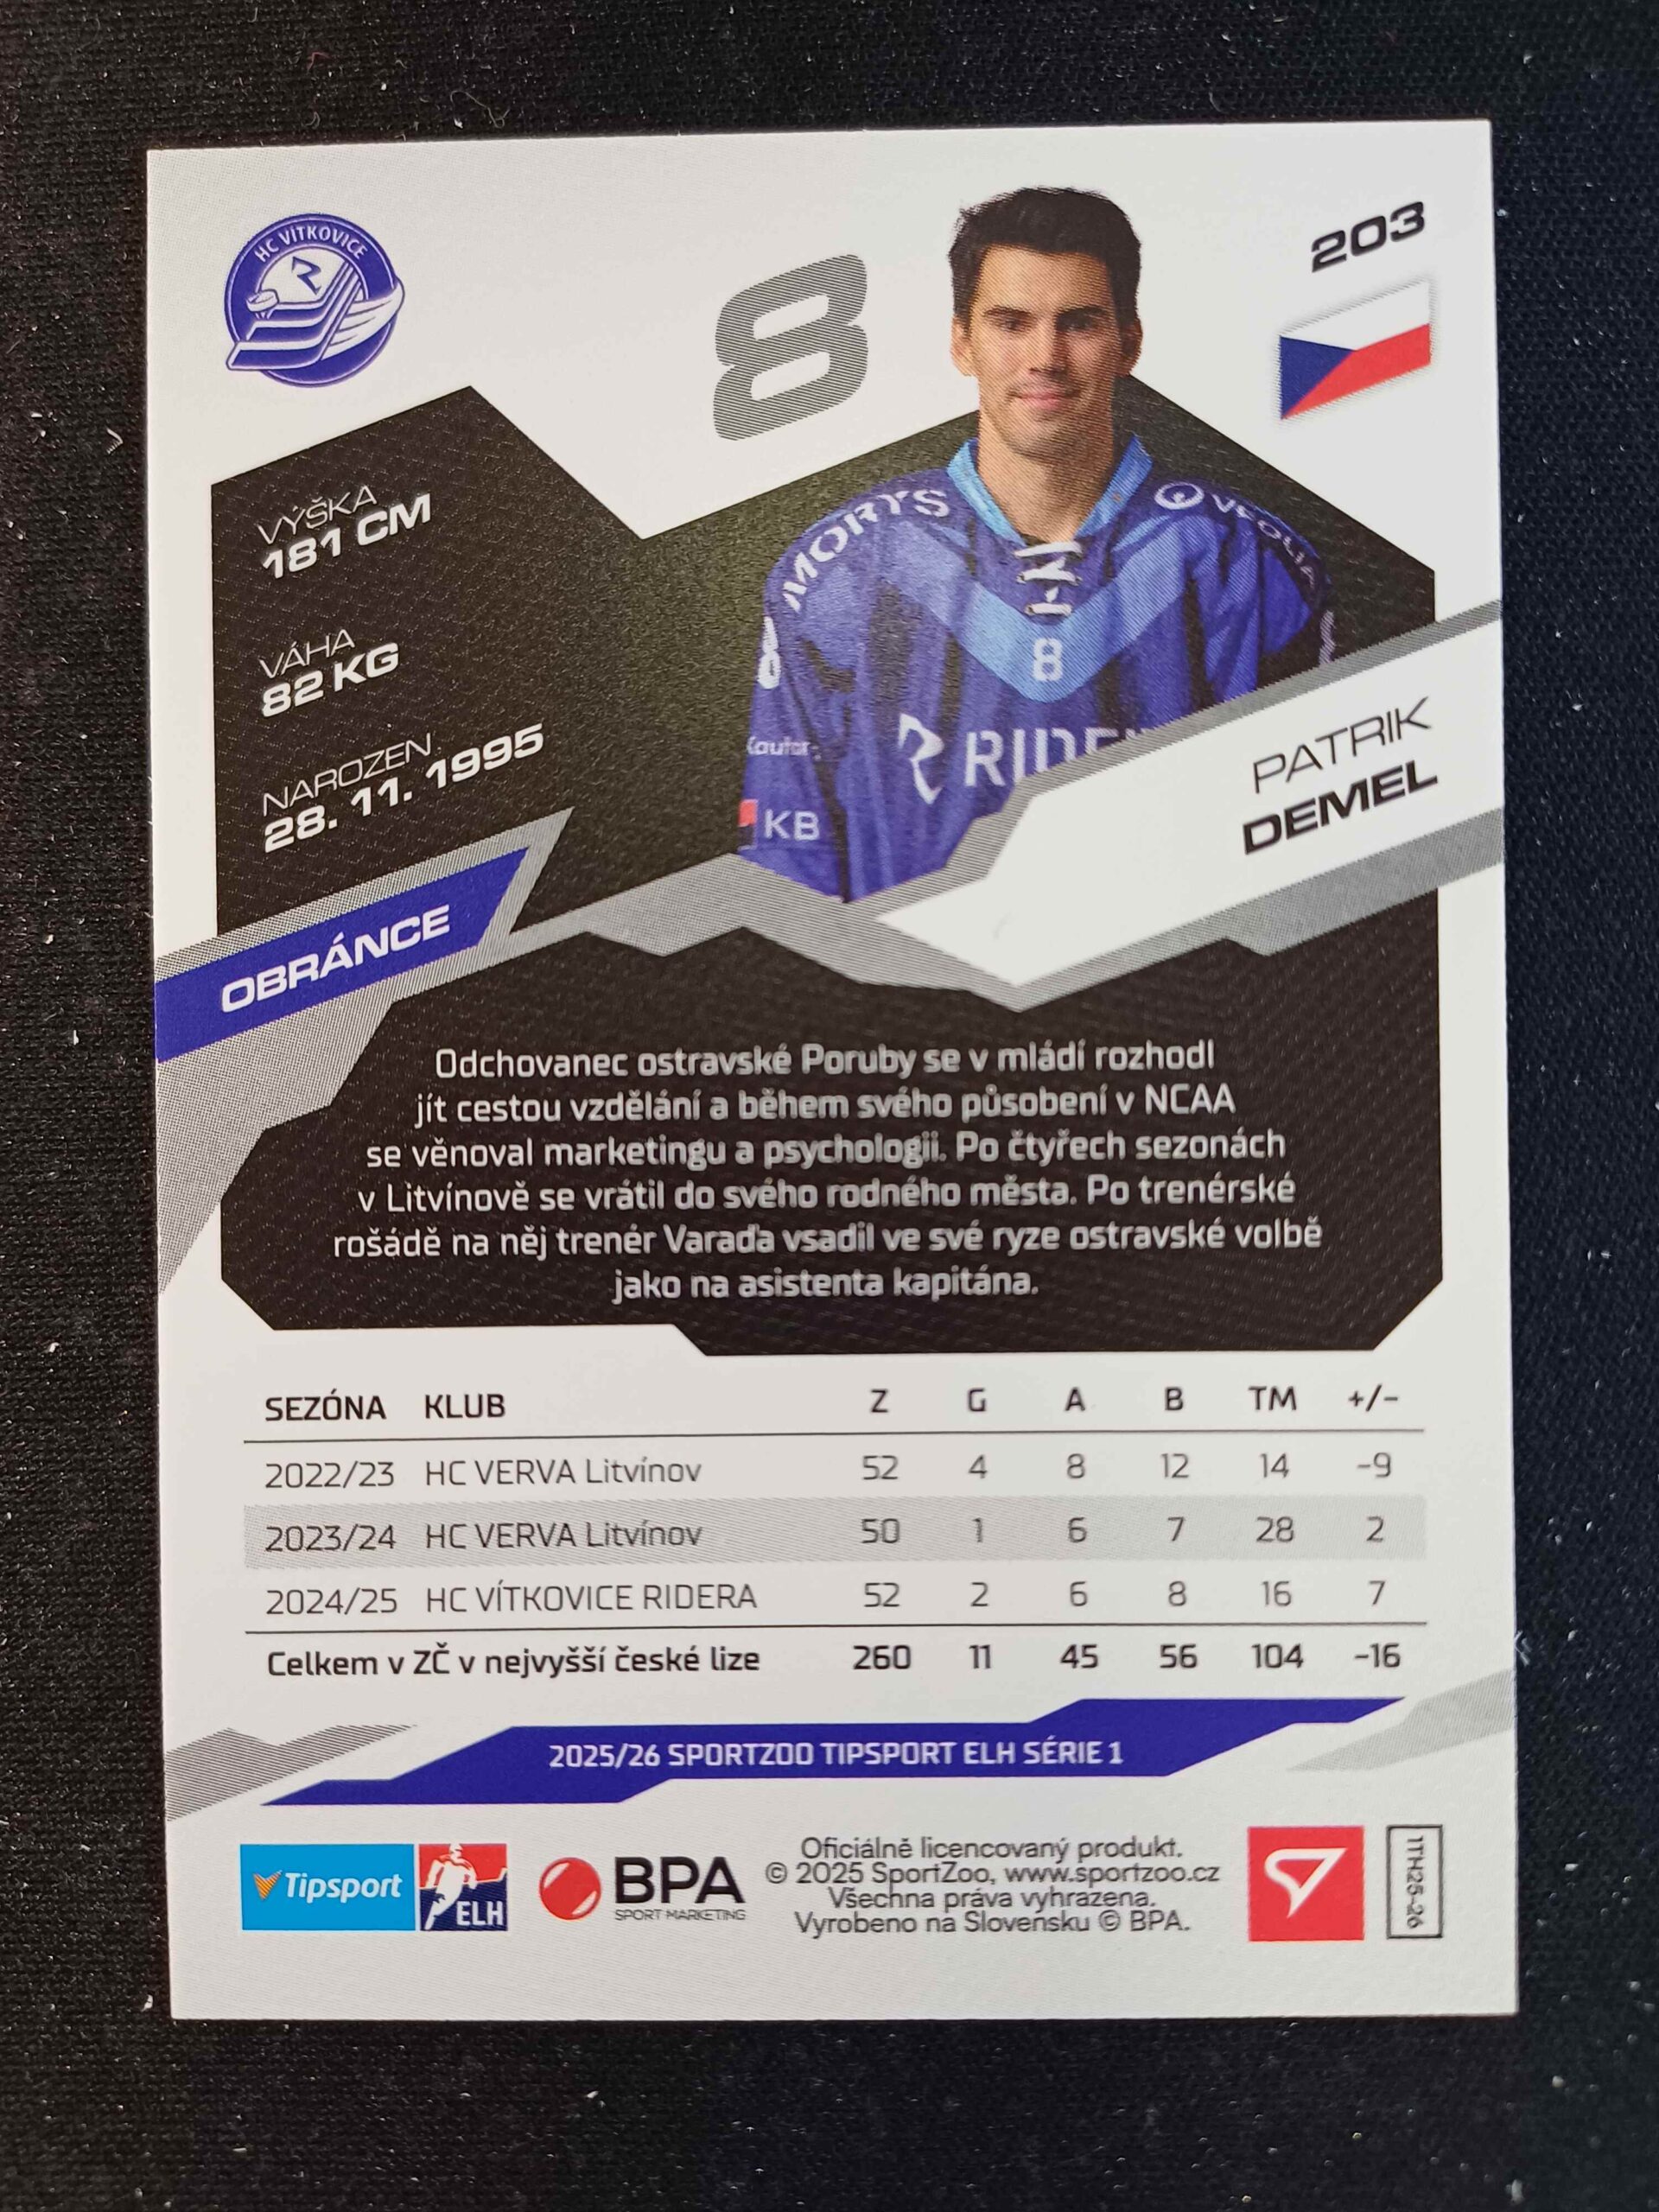 HC VÍTKOVICE
8
203
VÝŠKA
181 CM
VÁHA
82 KG
NAROZEN
28. 11. 1995
MORYS
VEOLIA
8
8
RIDE
KB
PATRIK
DEMEL
OBRÁNCE
Odchovanec ostravské Poruby se v mládí rozhodl
jít cestou vzdělání a během svého působení v NCAA
se věnoval marketingu a psychologii. Po čtyřech sezonách
v Litvínově se vrátil do svého rodného města. Po trenérské
rošádě na něj trenér Varaďa vsadil ve své ryze ostravské volbě
jako na asistenta kapitána.
SEZÓNA KLUB Z G A B TM +/-
2022/23 HC VERVA Litvínov 52 4 8 12 14 -9
2023/24 HC VERVA Litvínov 50 1 6 7 28 2
2024/25 HC VÍTKOVICE RIDERA 52 2 6 8 16 7
Celkem v ZČ v nejvyšší české lize 260 11 45 56 104 -16
2025/26 SPORTZOO TIPSPORT ELH SÉRIE 1
Tipsport ELH
BPA
SPORT MARKETING
Oficiálně licencovaný produkt.
© 2025 SportZoo, www.sportzoo.cz
Všechna práva vyhrazena.
Vyrobeno na Slovensku © BPA.
1TH25-26